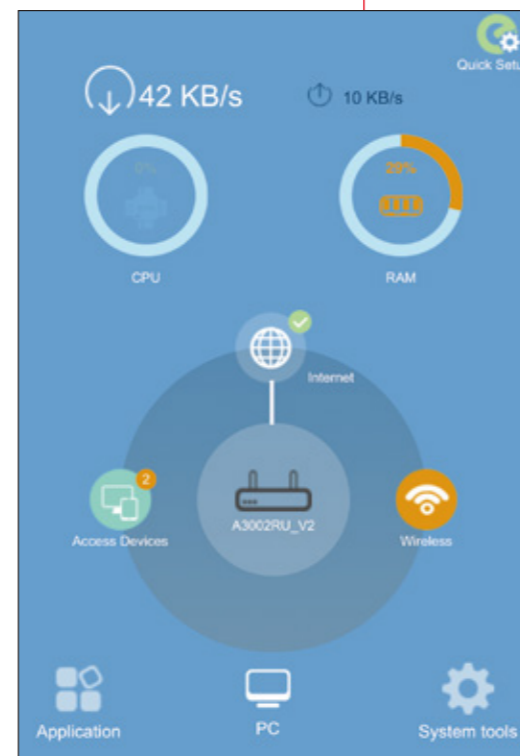 Quick Setu
42 KB/s
10 KB/s
0%
29%
CPU
RAM
Internet
2
A3002RU_V2
Access Devices
Wireless
Application
PC
System tools